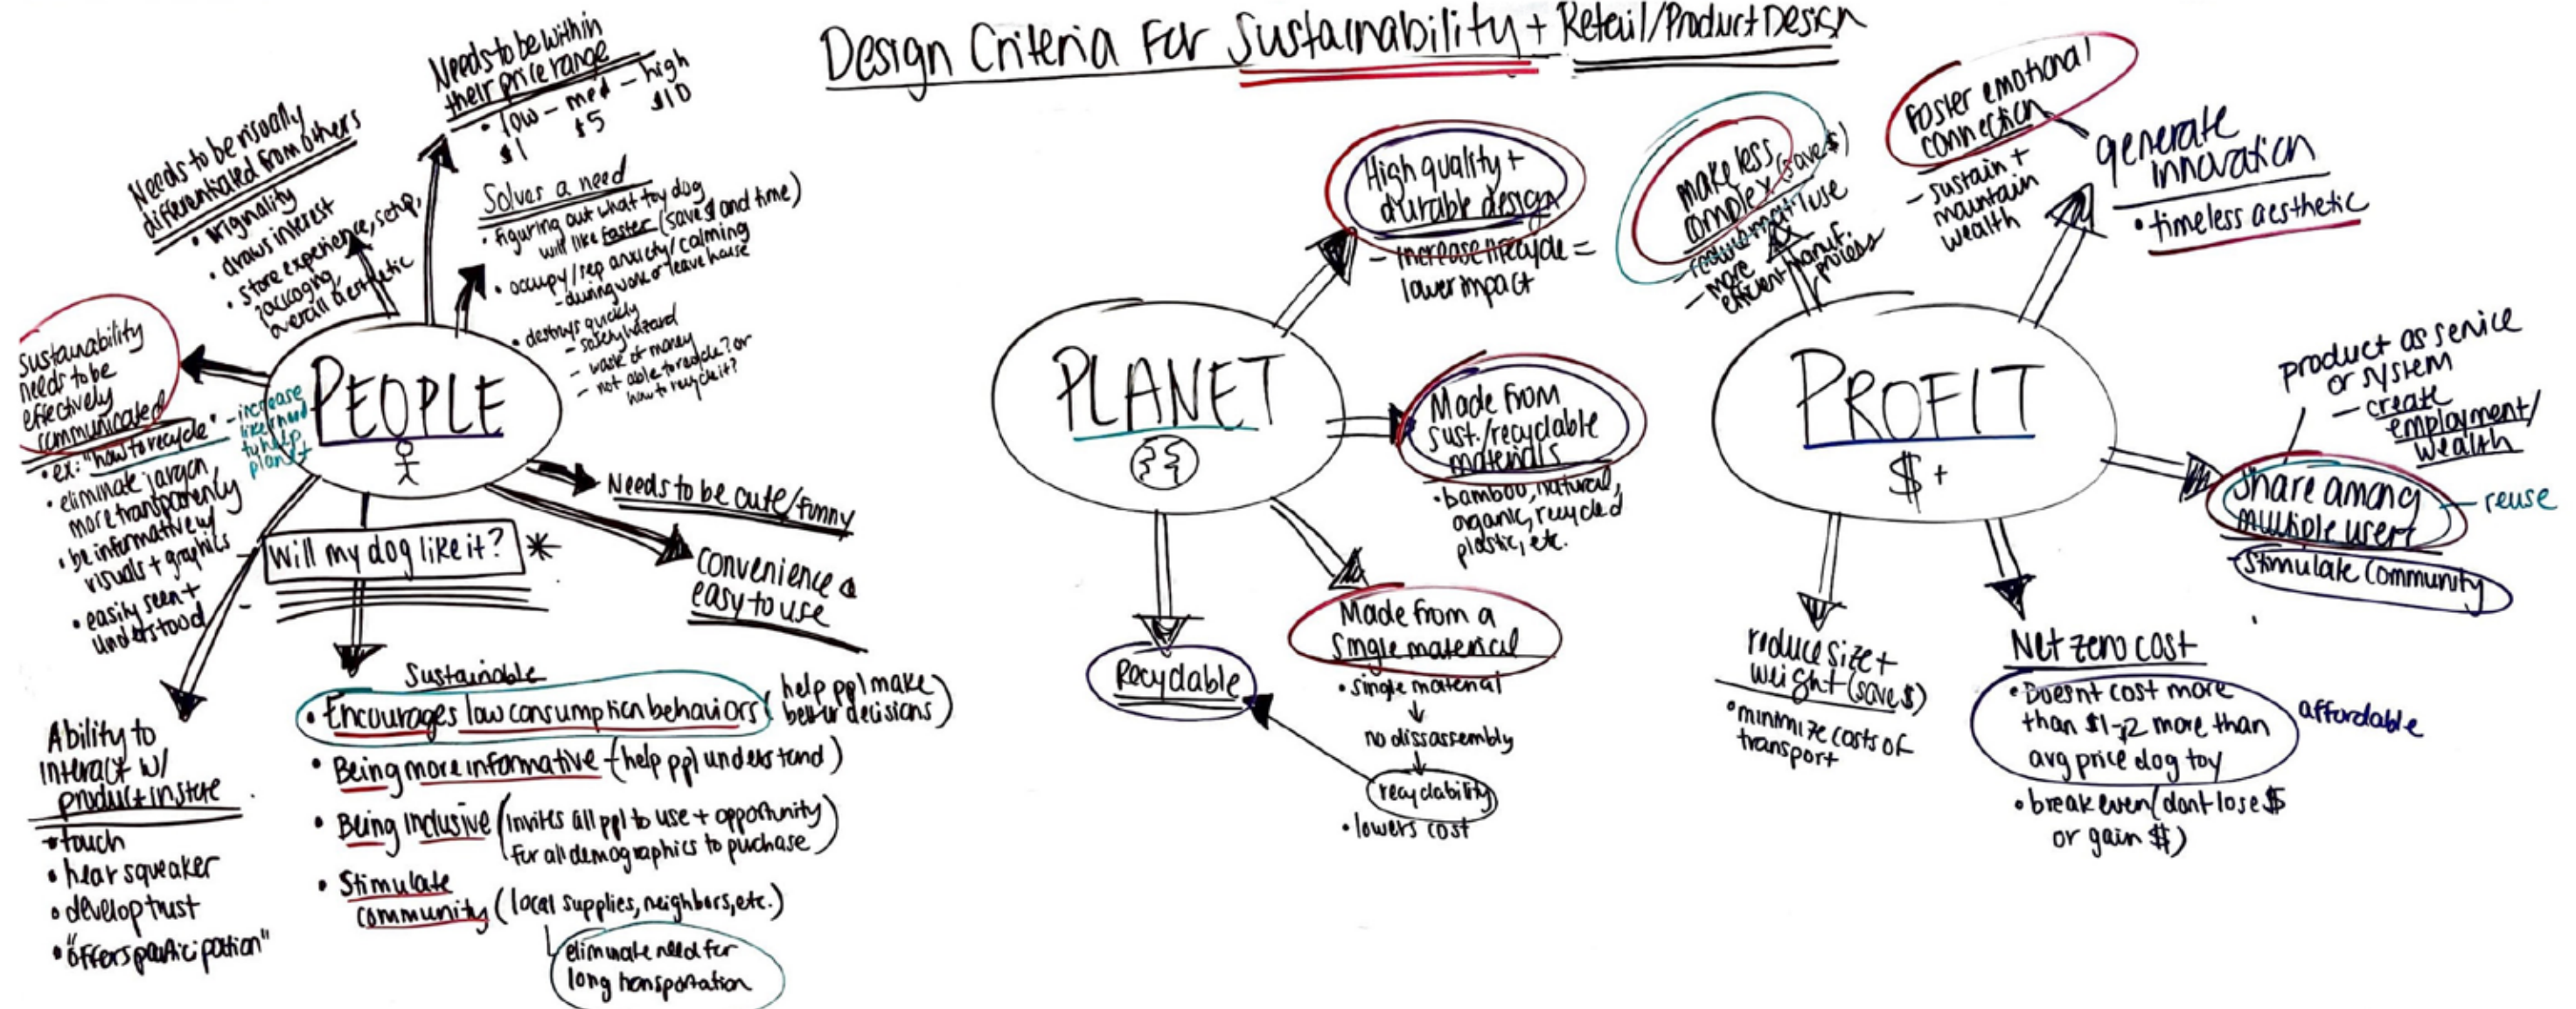 Design Criteria For Sustainability + Retail/Product Design
Needs to be within
their price range
• low – med – high
$1 $5 $10
Needs to be visually
differentiated from others
• originality
• draws interest
• store experience, setup,
packaging,
overall aesthetic
Solves a need
• figuring out what toy dog
will like faster (save $ and time)
• occupy/sep anxiety/calming
- during work or leave house
• destroys quickly
- safety hazard
- waste of money
- not able to recycle? or
how to recycle it?
sustainability
needs to be
effectively
communicated
• ex: "how to recycle"
- increase
likelihood
to help
planet
• eliminate jargon,
more transparency
• be informative w/
visuals + graphics
• easily seen +
understood
PEOPLE
Needs to be cute/funny
convenience &
easy to use
Will my dog like it? *
Ability to
interact w/
product instore
• touch
• hear squeaker
• develop trust
• "offers participation"
Sustainable
• Encourages low consumption behaviors (help ppl make
better decisions)
• Being more informative - (help ppl understand)
• Being inclusive (invites all ppl to use + opportunity
for all demographics to puchase)
• Stimulate
community (local supplies, neighbors, etc.)
eliminate need for
long transportation
PLANET
High quality +
durable design
- increase lifecycle =
lower impact
Made from
sust./recyclable
materials
• bamboo, natural,
organic, recycled
plastic, etc.
Made from a
single material
• single material
↓
no dissassembly
↓
recyclability
• lowers cost
Recyclable
PROFIT
$ +
make less
complex (save $)
- mat. use
- more
efficient manuf.
process
Foster emotional
connection
- sustain +
maintain
wealth
generate
innovation
• timeless aesthetic
product as service
or system
- create
employment/
wealth
Share among
multiple users
- reuse
- Stimulate Community
reduce size +
weight (save $)
• minimize costs of
transport
Net zero cost
• Doesnt cost more
than $1-$2 more than
avg price dog toy
affordable
• break even (dont lose $
or gain $)